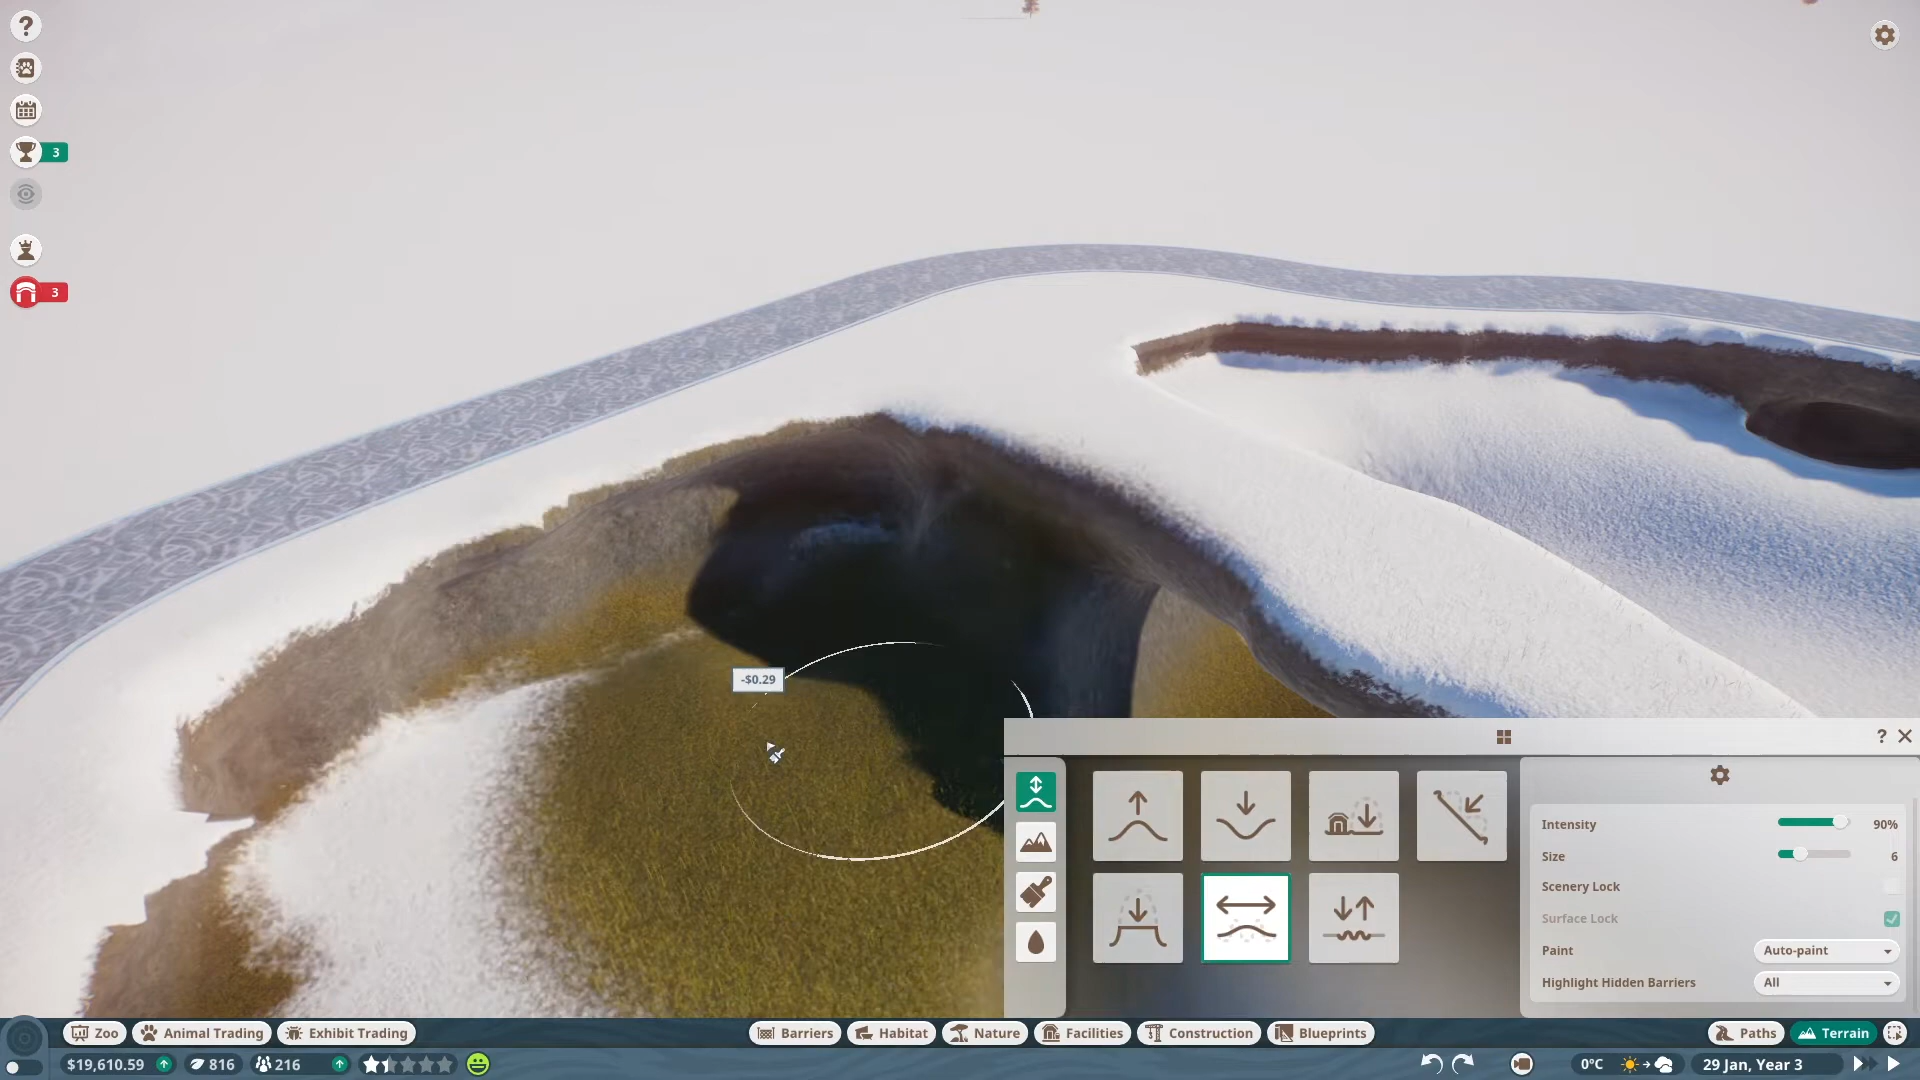 ?
3
3
-$0.29
?
Intensity 90%
Size 6
Scenery Lock
Surface Lock
Paint Auto-paint
Highlight Hidden Barriers All
Zoo Animal Trading Exhibit Trading Barriers Habitat Nature Facilities Construction Blueprints Paths Terrain
$19,610.59 816 216 0°C 29 Jan, Year 3